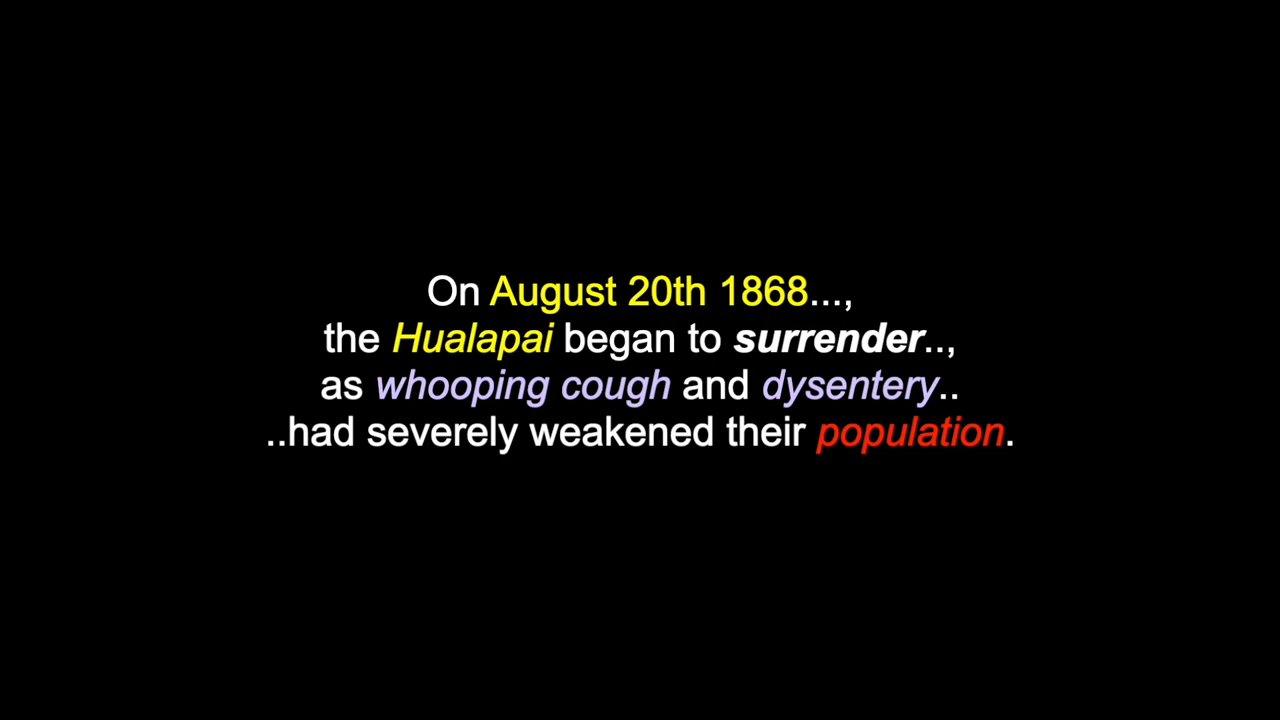 On August 20th 1868...,
the Hualapai began to surrender..,
as whooping cough and dysentery..
..had severely weakened their population.